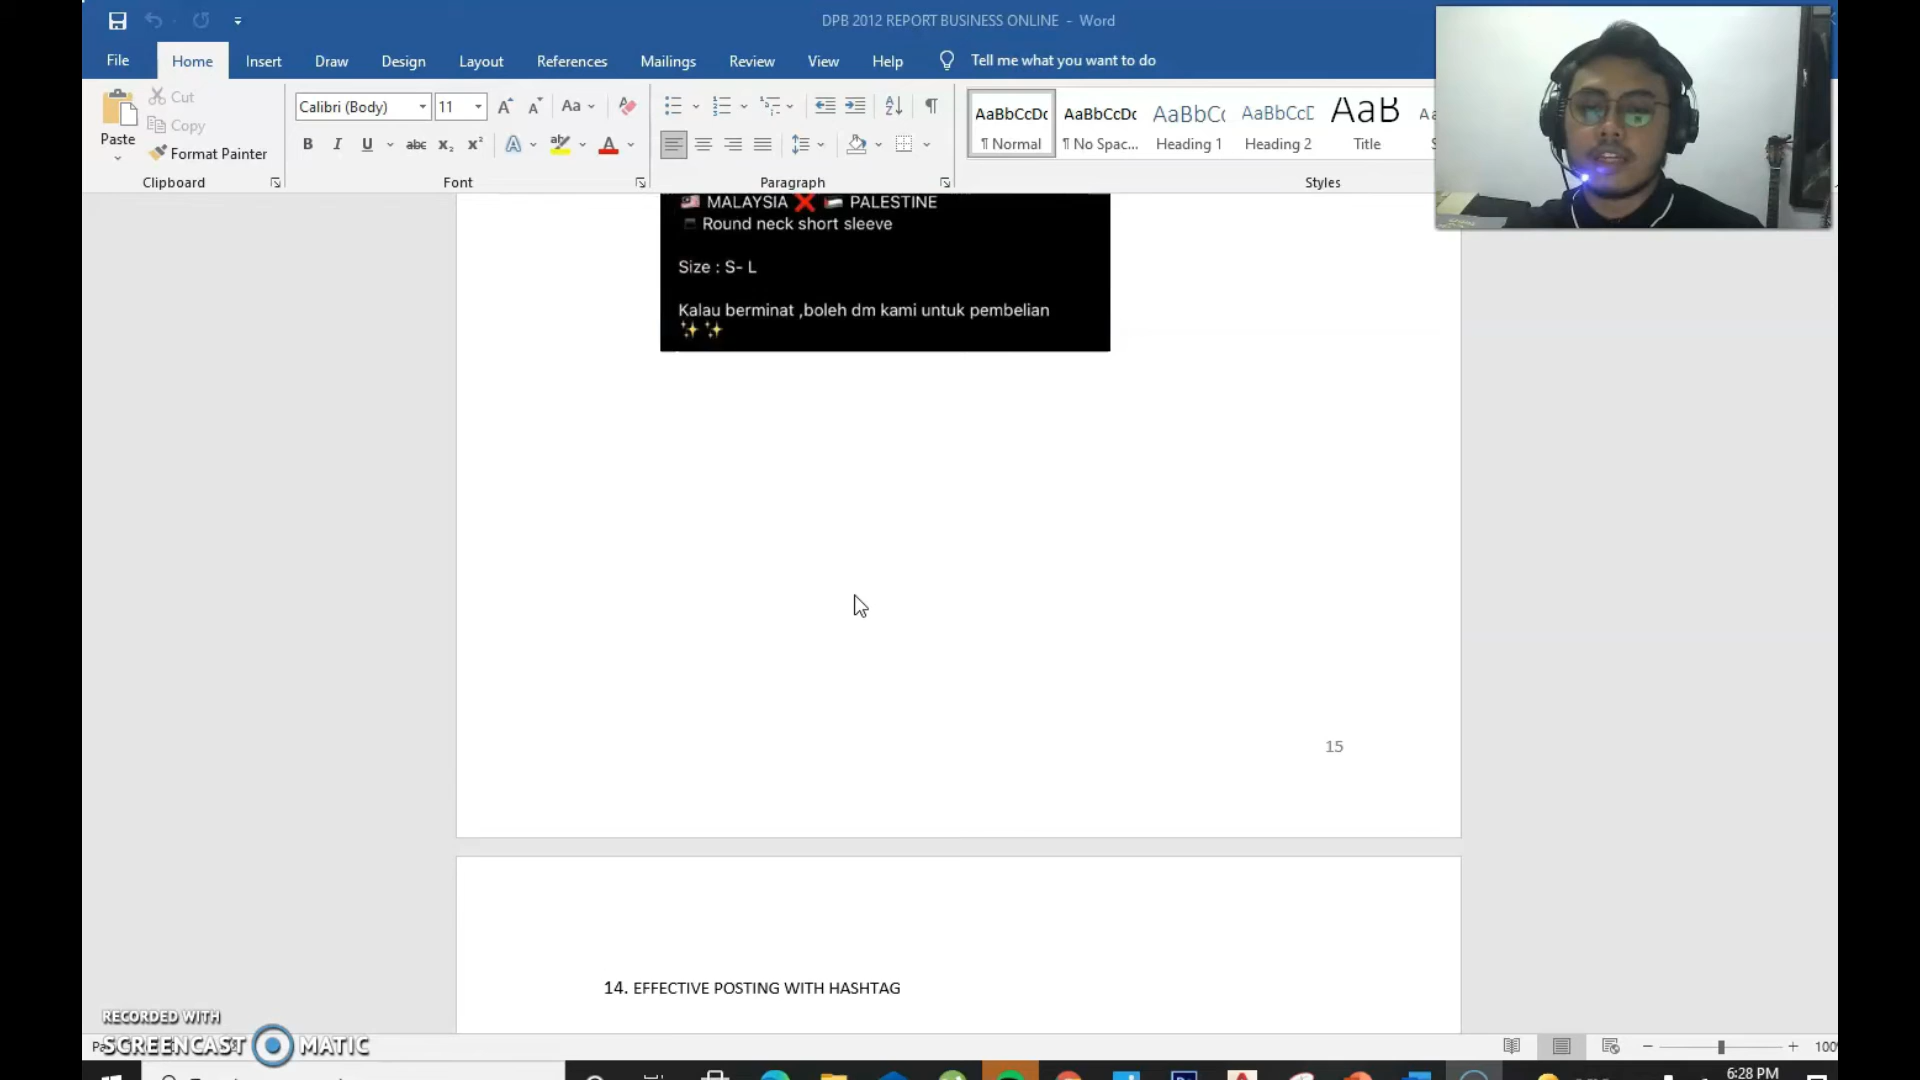 DPB 2012 REPORT BUSINESS ONLINE - Word
File Home Insert Draw Design Layout References Mailings Review View Help Tell me what you want to do
Paste
Cut
Copy
Format Painter
Clipboard
Calibri (Body) 11
Font
Paragraph
AaBbCcDc AaBbCcDc AaBbCc AaBbCcD AaB
¶ Normal ¶ No Spac... Heading 1 Heading 2 Title
Styles
MALAYSIA ❌ PALESTINE
Round neck short sleeve
Size : S- L
Kalau berminat ,boleh dm kami untuk pembelian
✨ ✨
15
14. EFFECTIVE POSTING WITH HASHTAG
RECORDED WITH
SCREENCAST MATIC
100
6:28 PM